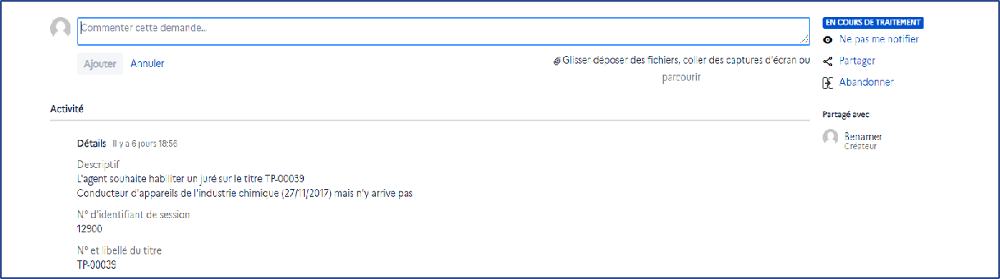 Commenter cette demande...
Ajouter Annuler
Glisser déposer des fichiers, coller des captures d'écran ou
parcourir
EN COURS DE TRAITEMENT
Ne pas me notifier
Partager
Abandonner
Partagé avec
Benamer
Créateur
Activité
Détails Il y a 6 jours 18:56
Descriptif
L'agent souhaite habiliter un juré sur le titre TP-00039
Conducteur d'appareils de l'industrie chimique (27/11/2017) mais n'y arrive pas
N° d'identifiant de session
12900
N° et libellé du titre
TP-00039